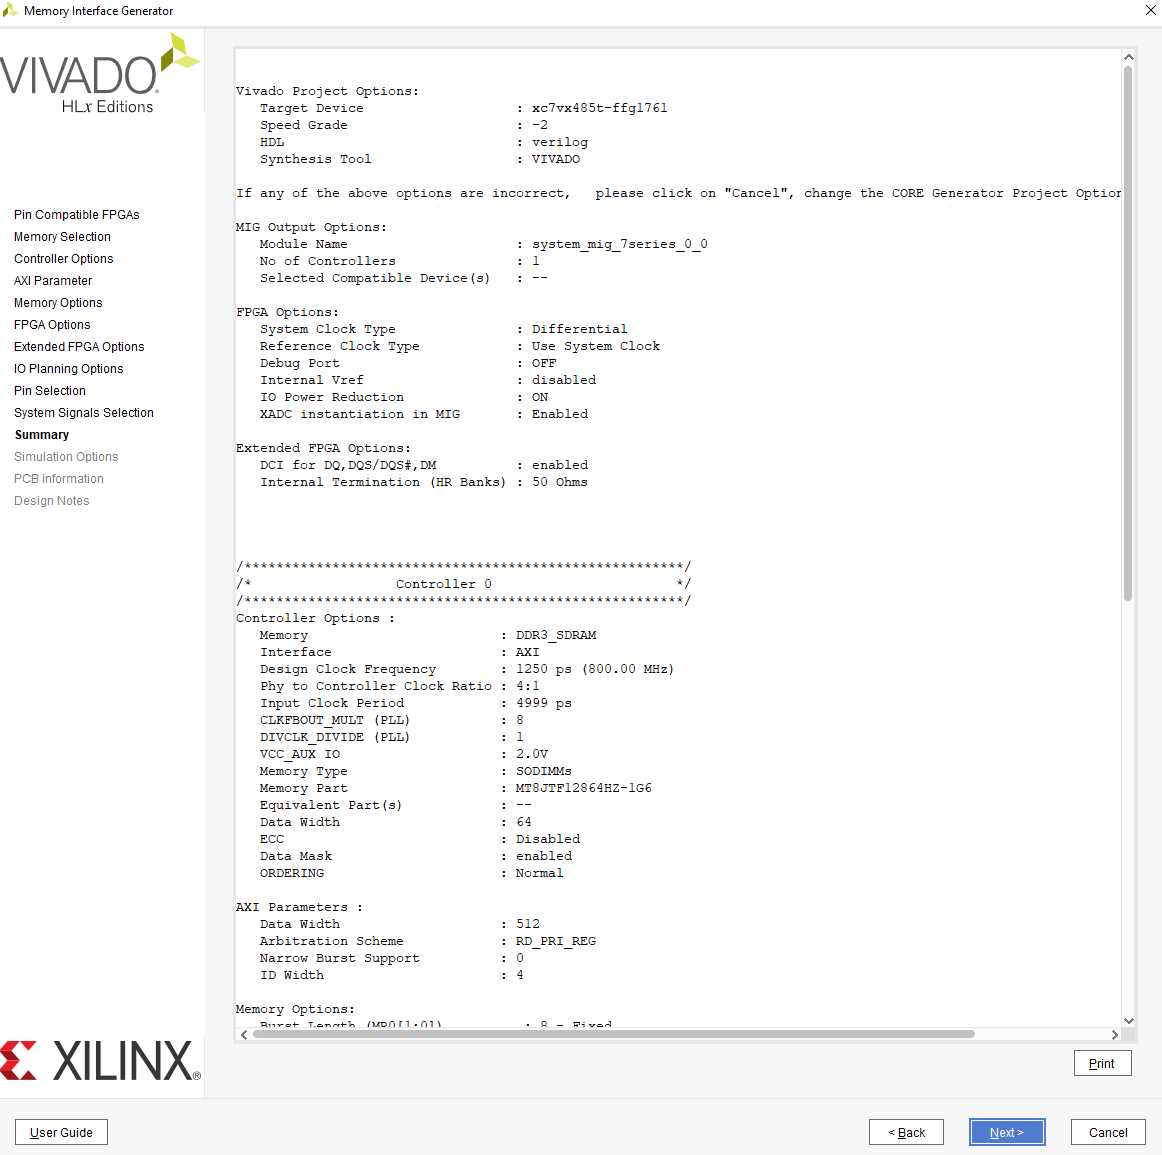 Memory Interface Generator
VIVADO.
HLx Editions
Pin Compatible FPGAs
Memory Selection
Controller Options
AXI Parameter
Memory Options
FPGA Options
Extended FPGA Options
IO Planning Options
Pin Selection
System Signals Selection
Summary
Simulation Options
PCB information
Design Notes
Vivado Project Options:
Target Device : xc7vx485t-ffg1761
Speed Grade : -2
HDL : verilog
Synthesis Tool : VIVADO
If any of the above options are incorrect, please click on "Cancel", change the CORE Generator Project Option
MIG Output Options:
Module Name : system_mig_7series_0_0
No of Controllers : 1
Selected Compatible Device(s) : --
FPGA Options:
System Clock Type : Differential
Reference Clock Type : Use System Clock
Debug Port : OFF
Internal Vref : disabled
IO Power Reduction : ON
XADC instantiation in MIG : Enabled
Extended FPGA Options:
DCI for DQ,DQS/DQS#,DM : enabled
Internal Termination (HR Banks) : 50 Ohms
/*******************************************************/
/* Controller 0 */
/*******************************************************/
Controller Options :
Memory : DDR3_SDRAM
Interface : AXI
Design Clock Frequency : 1250 ps (800.00 MHz)
Phy to Controller Clock Ratio : 4:1
Input Clock Period : 4999 ps
CLKFBOUT_MULT (PLL) : 8
DIVCLK_DIVIDE (PLL) : 1
VCC_AUX IO : 2.0V
Memory Type : SODIMMs
Memory Part : MT8JTF12864HZ-1G6
Equivalent Part(s) : --
Data Width : 64
ECC : Disabled
Data Mask : enabled
ORDERING : Normal
AXI Parameters :
Data Width : 512
Arbitration Scheme : RD_PRI_REG
Narrow Burst Support : 0
ID Width : 4
Memory Options:
Burst Length (MR0[1:0]) : 8 - Fixed
XILINX®
Print
User Guide
< Back
Next >
Cancel